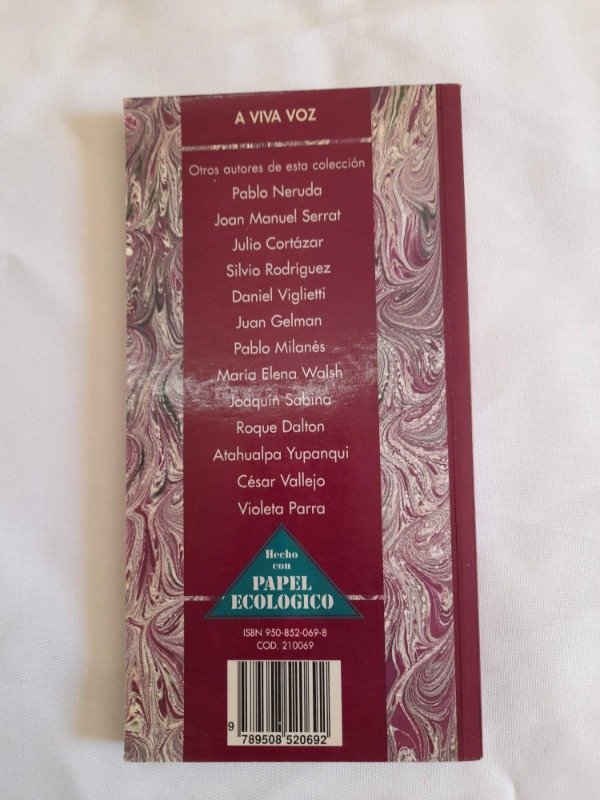 A VIVA VOZ
Otros autores de esta colección
Pablo Neruda
Joan Manuel Serrat
Julio Cortázar
Silvio Rodríguez
Daniel Viglietti
Juan Gelman
Pablo Milanés
María Elena Walsh
Joaquín Sabina
Roque Dalton
Atahualpa Yupanqui
César Vallejo
Violeta Parra
Hecho
con
PAPEL
ECOLOGICO
ISBN 950-852-069-8
COD. 210069
9 789508 520692